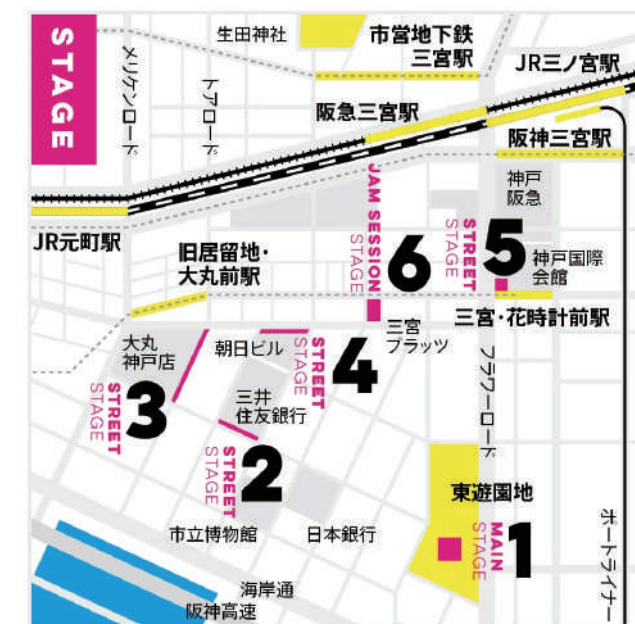 STAGE
生田神社
市営地下鉄
三宮駅
JR三ノ宮駅
メリケンロード
トアロード
阪急三宮駅
阪神三宮駅
JR元町駅
旧居留地・
大丸前駅
JAM SESSION
STAGE
6
STREET
STAGE
5
神戸
阪急
神戸国際
会館
三宮・花時計前駅
三宮
プラッツ
大丸
神戸店
朝日ビル
STREET
STAGE
4
STREET
STAGE
3
三井
住友銀行
STREET
STAGE
2
フラワーロード
東遊園地
MAIN
STAGE
1
市立博物館
日本銀行
ポートライナー
海岸通
阪神高速